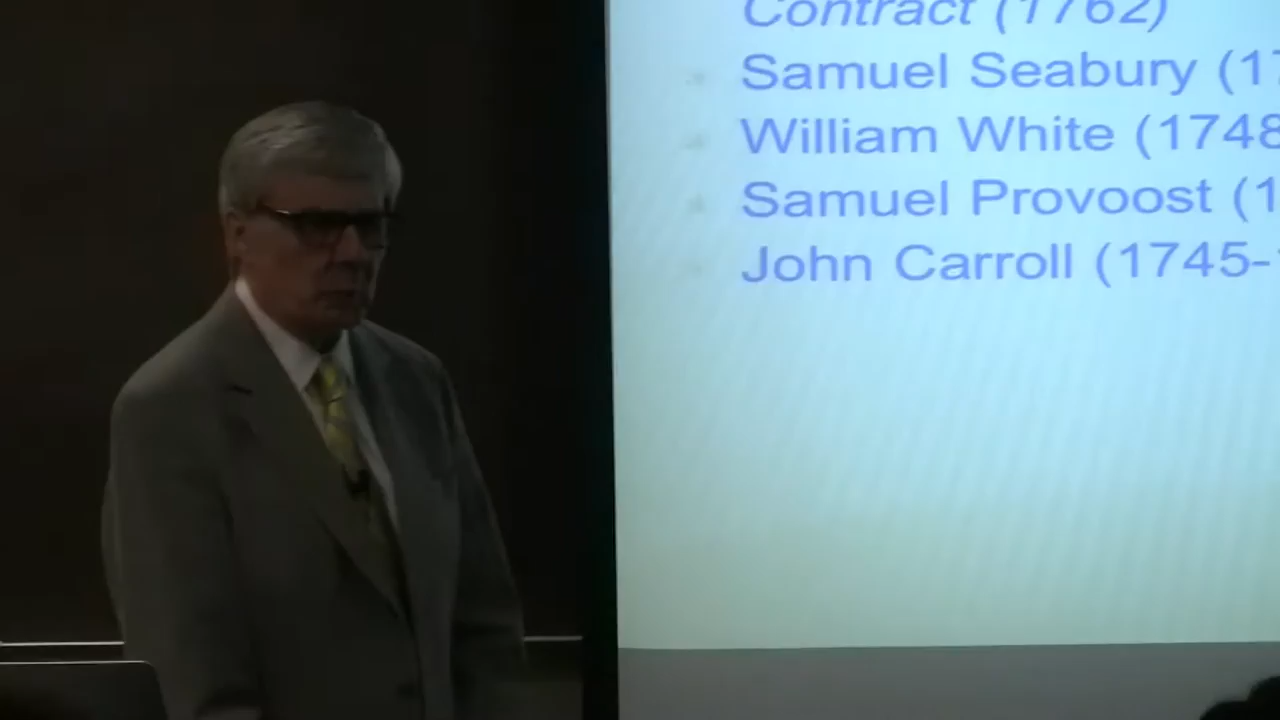 Contract (1762)
Samuel Seabury (17
William White (1748
Samuel Provoost (1
John Carroll (1745-